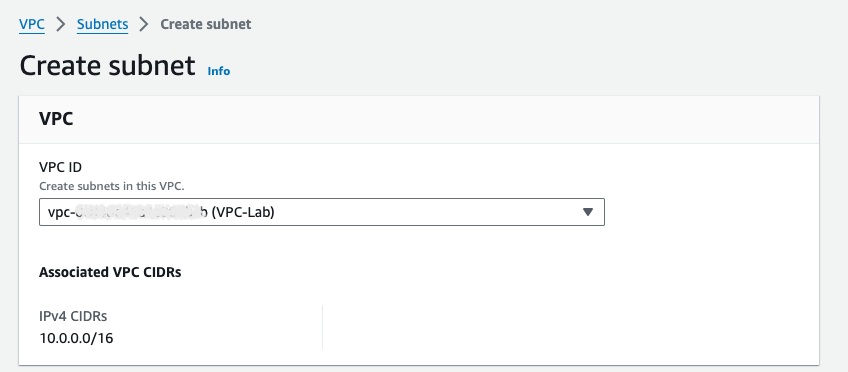 VPC > Subnets > Create subnet
Create subnet Info
VPC
VPC ID
Create subnets in this VPC.
vpc- (VPC-Lab)
Associated VPC CIDRs
IPv4 CIDRs
10.0.0.0/16